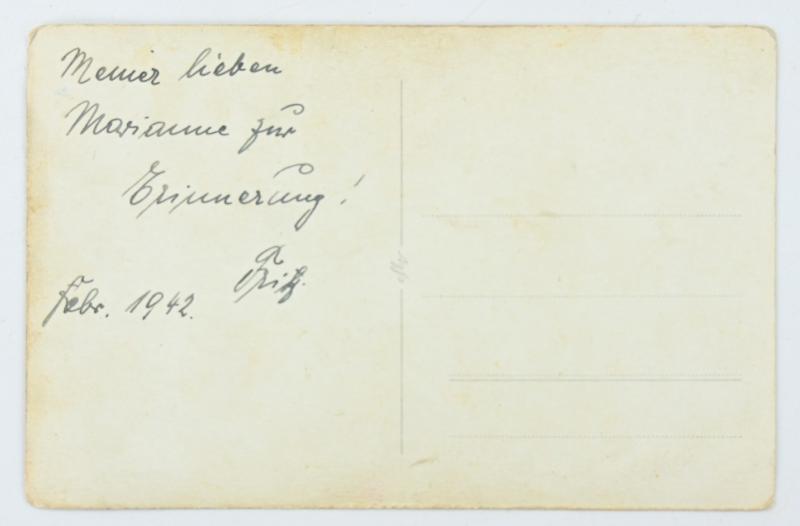 Meiner lieben
Marianne zur
Erinnerung!
Fritz.
Febr. 1942.